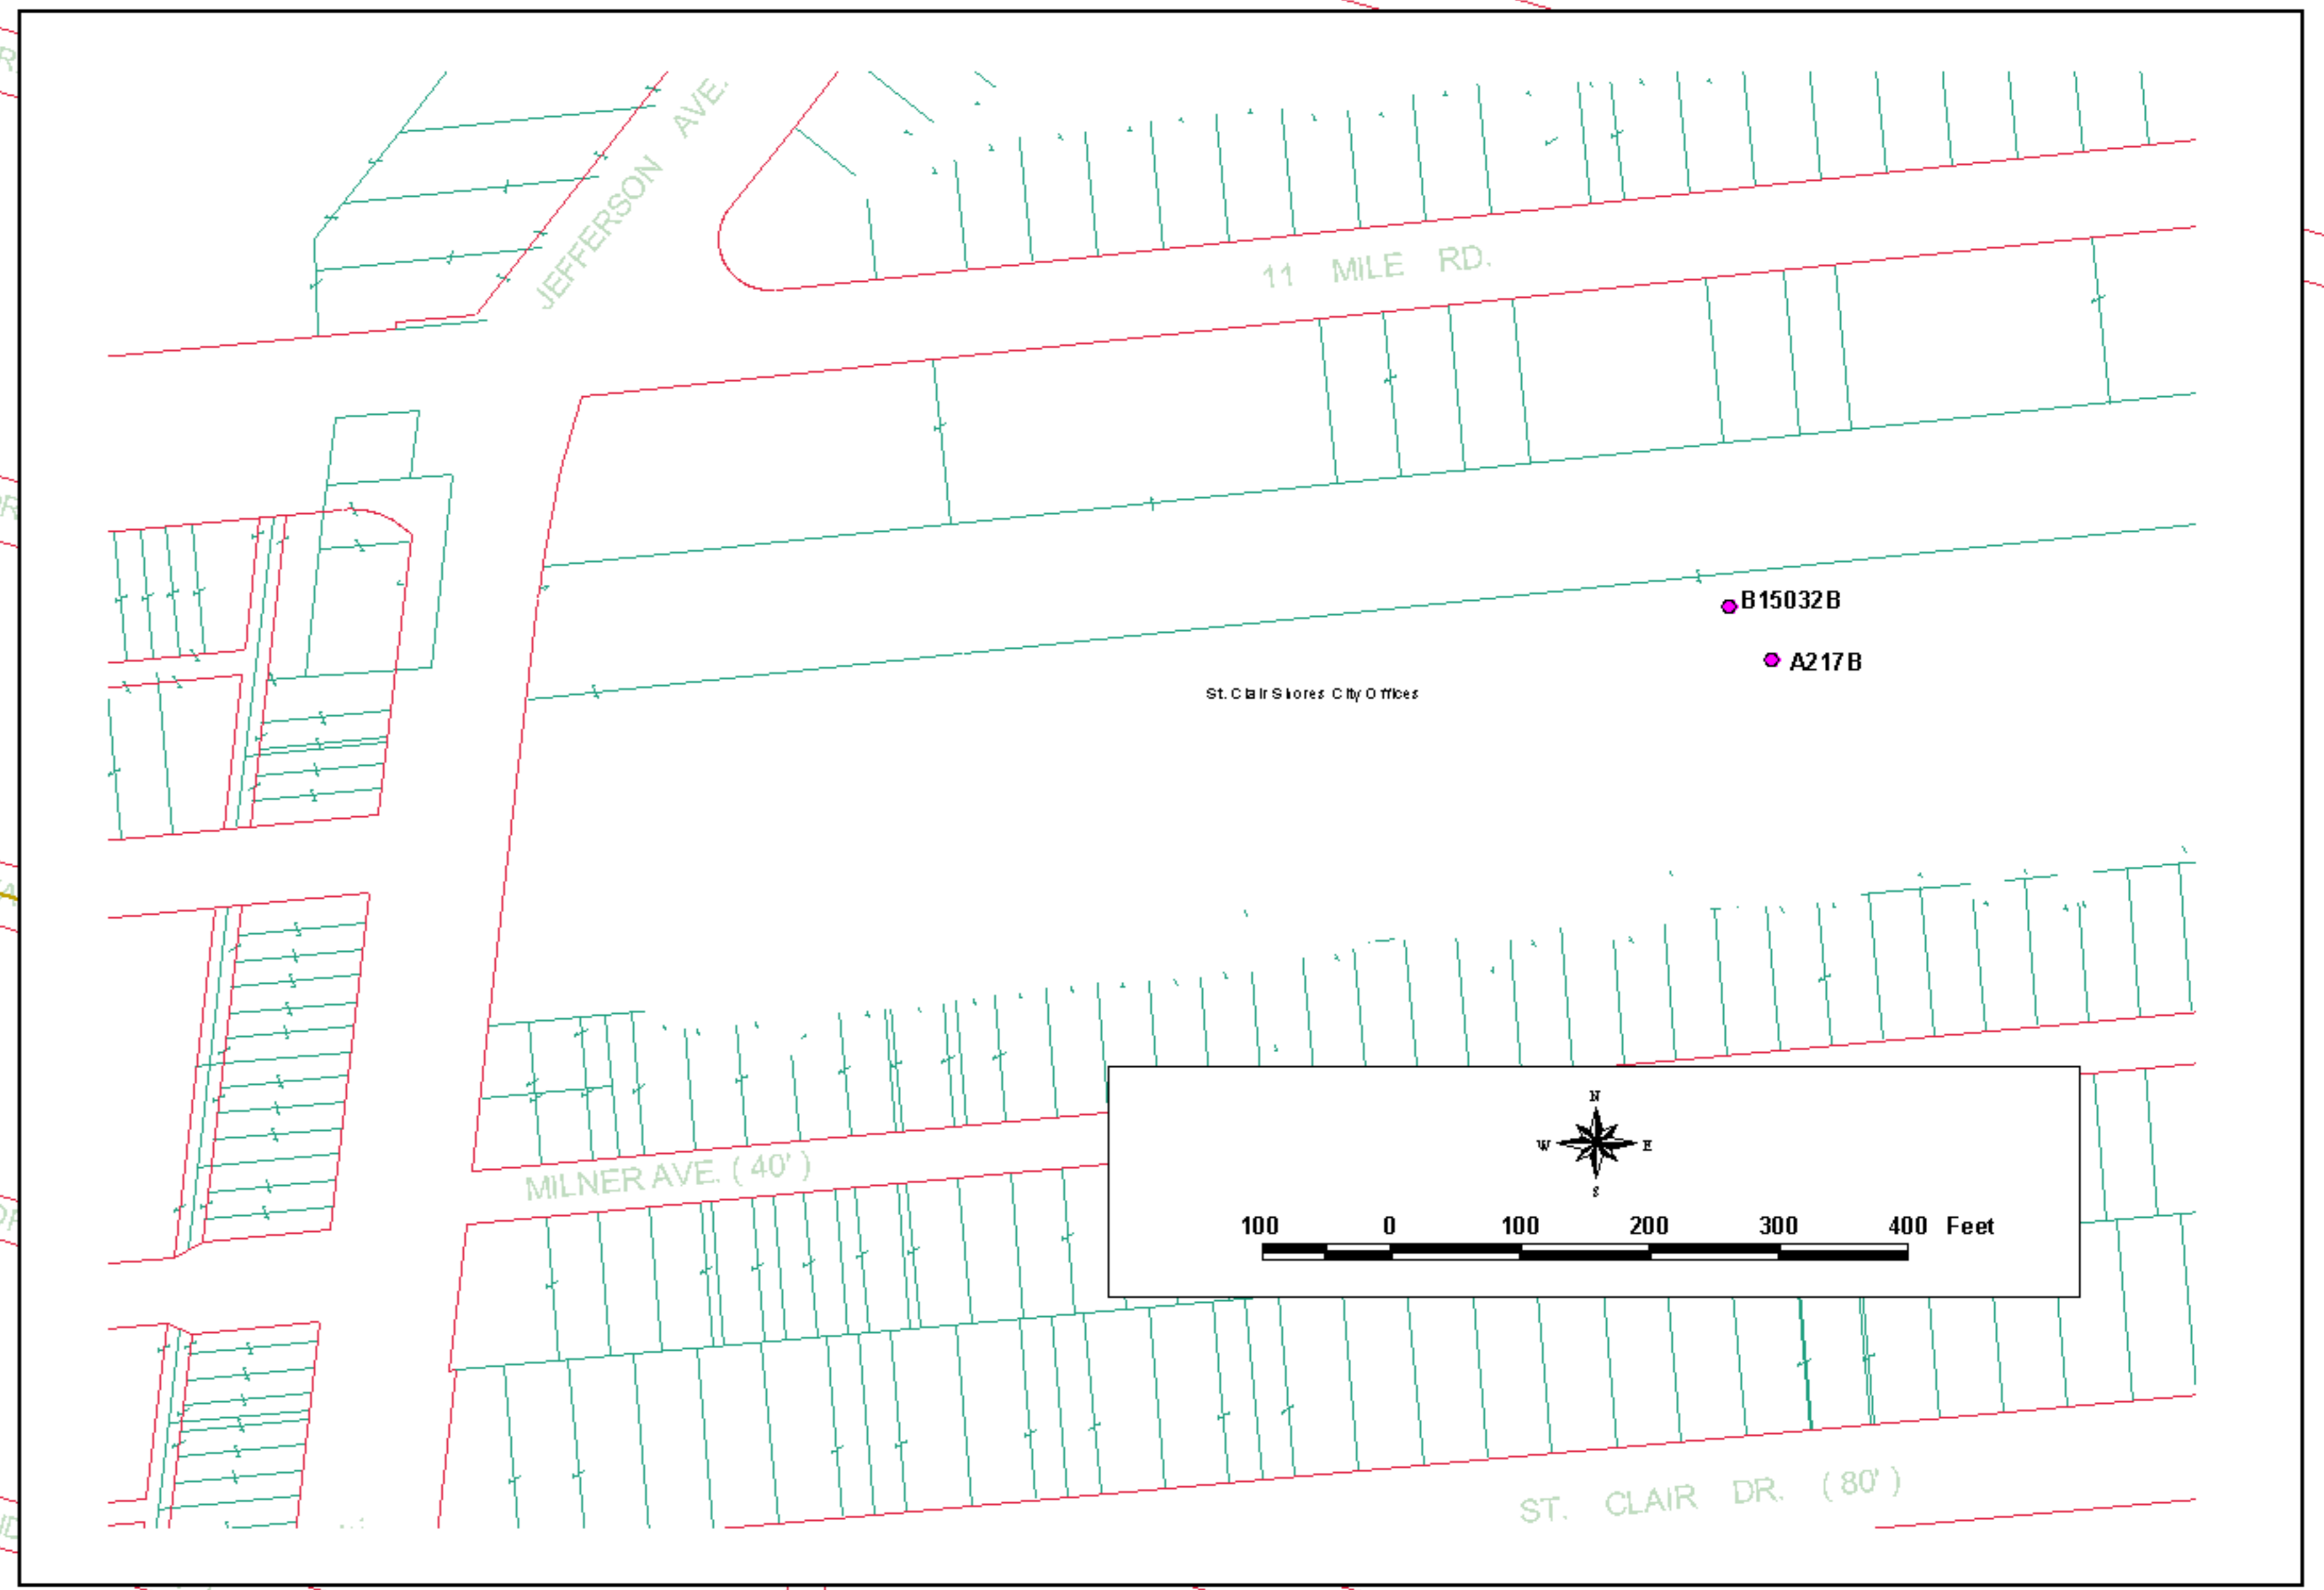 JEFFERSON AVE.
11 MILE RD.
B15032B
A217B
St. Clair Shores City Offices
MILNER AVE. ( 40' )
N
W E
S
100 0 100 200 300 400 Feet
ST. CLAIR DR. ( 80' )